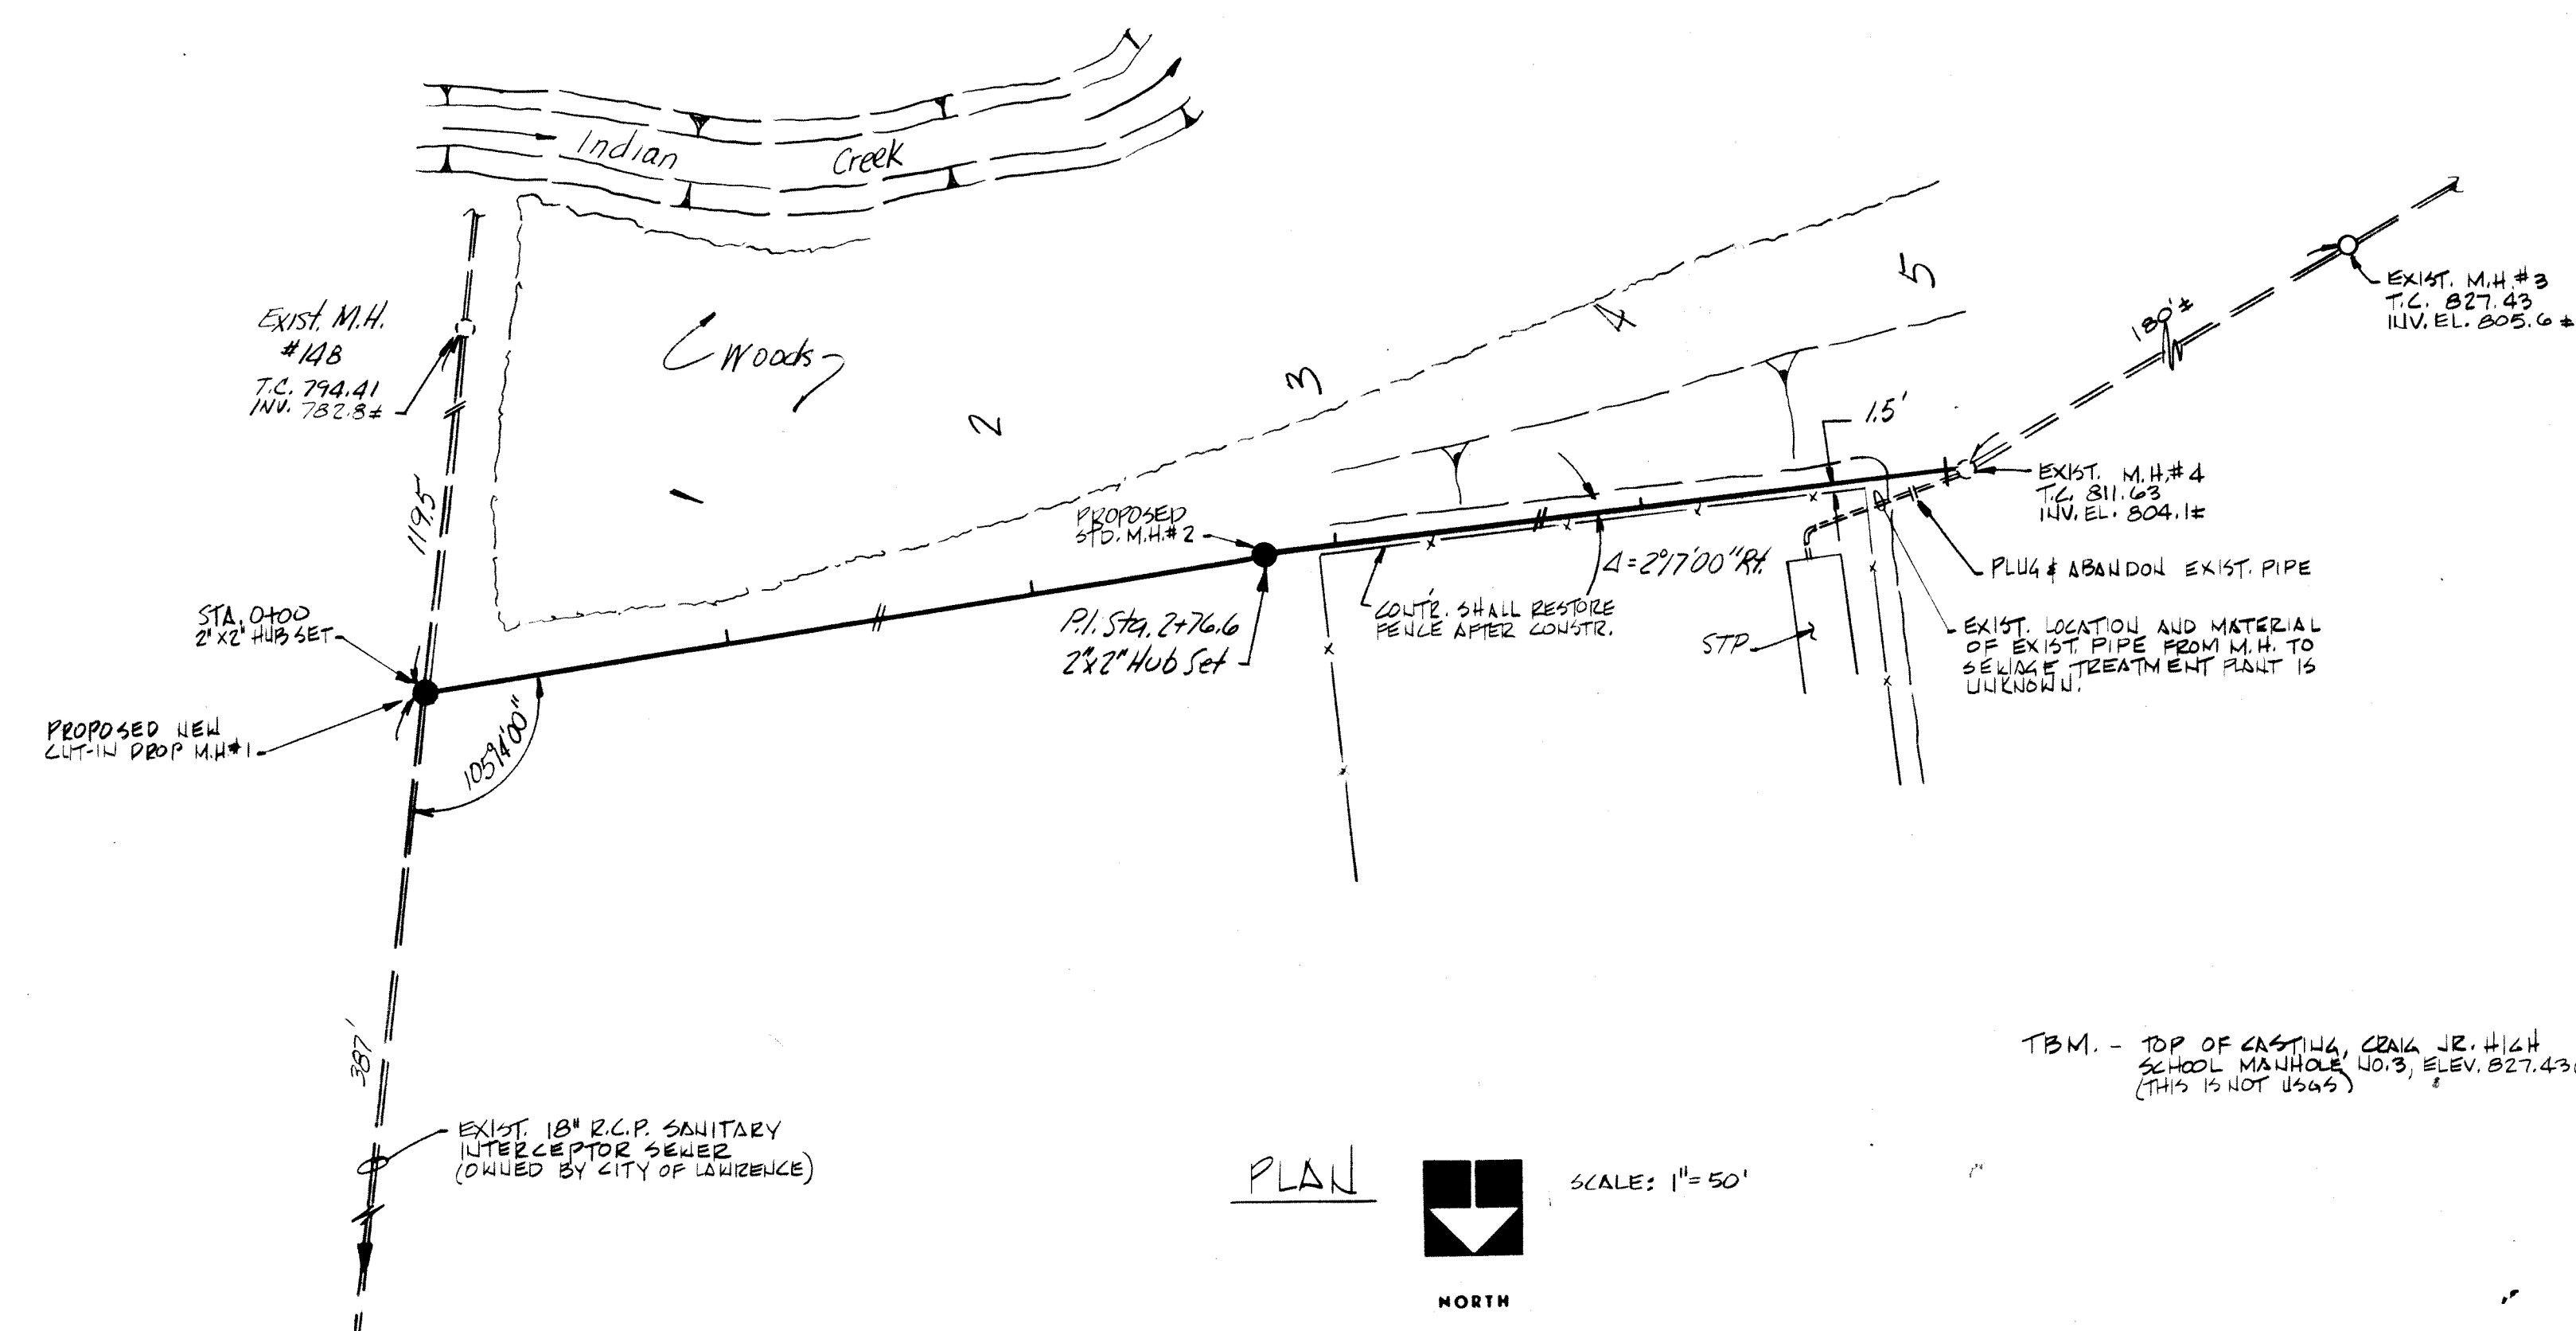 Indian Creek
EXIST. M.H. #3
T.C. 827.43
INV. EL. 805.6 ±
180'±
5
4
3
2
Exist. M.H.
#148
T.C. 794.41
INV. 782.8±
Woods
1
1.5'
EXIST. M.H. #4
T.C. 811.63
INV. EL. 804.1±
119.5
PROPOSED
STD. M.H. #2
Δ = 2°17'00" Rt.
PLUG & ABANDON EXIST. PIPE
STA. 0+00
2" X 2" HUB SET
P.I. Sta. 2+76.6
2"x2" Hub Set
CONTR. SHALL RESTORE
FENCE AFTER CONSTR.
STP
EXIST. LOCATION AND MATERIAL
OF EXIST. PIPE FROM M.H. TO
SEWAGE TREATMENT PLANT IS
UNKNOWN.
PROPOSED NEW
CUT-IN DROP M.H. #1
105°14'00"
387'
TBM. - TOP OF CASTING, CRAIG JR. HIGH
SCHOOL MANHOLE NO. 3, ELEV. 827.43
(THIS IS NOT USGS)
EXIST. 18" R.C.P. SANITARY
INTERCEPTOR SEWER
(OWNED BY CITY OF LAWRENCE)
PLAN
SCALE: 1" = 50'
NORTH